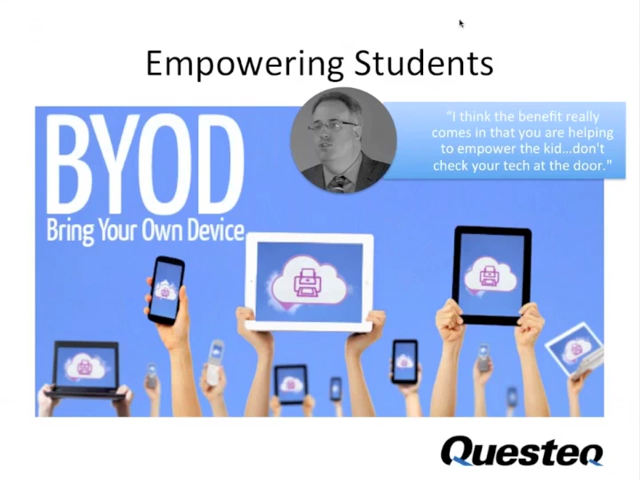 Empowering Students
BYOD
Bring Your Own Device
"I think the benefit really
comes in that you are helping
to empower the kid...don't
check your tech at the door."
Questeq